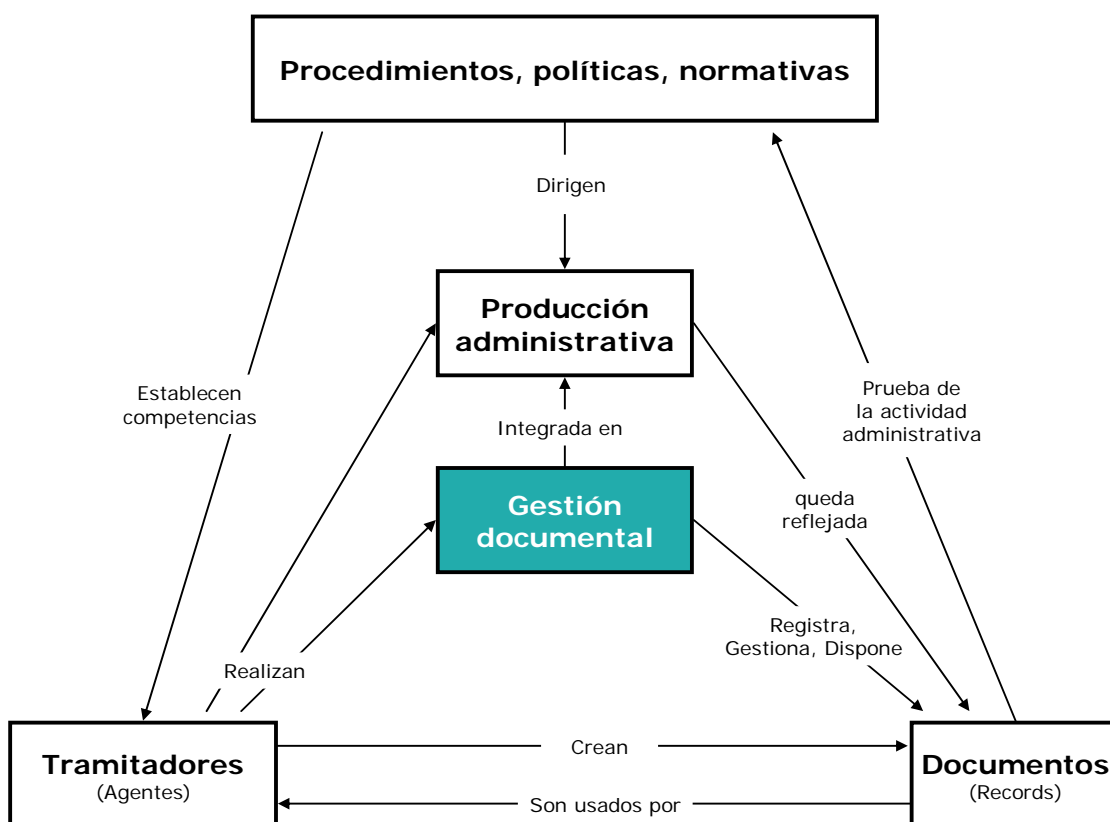 Procedimientos, políticas, normativas
Dirigen
Producción
administrativa
Establecen
competencias
Prueba de
la actividad
administrativa
Integrada en
queda
reflejada
Gestión
documental
Registra,
Gestiona, Dispone
Realizan
Tramitadores
(Agentes)
Crean
Documentos
(Records)
Son usados por